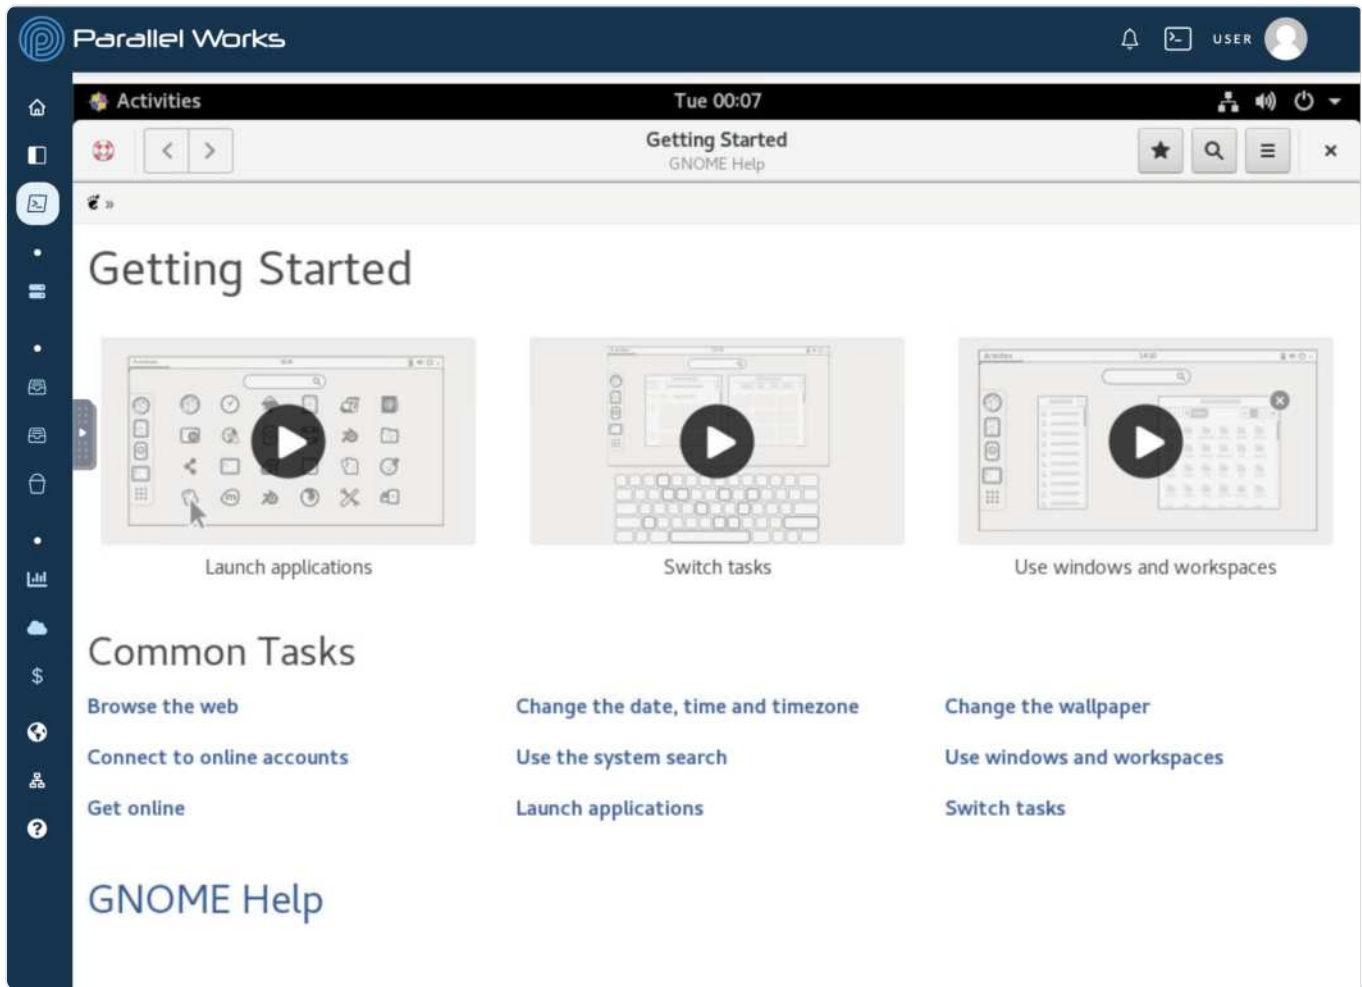 Parallel Works
USER
Activities
Tue 00:07
Getting Started
GNOME Help
»
Getting Started
Launch applications
Switch tasks
Use windows and workspaces
Common Tasks
Browse the web
Change the date, time and timezone
Change the wallpaper
Connect to online accounts
Use the system search
Use windows and workspaces
Get online
Launch applications
Switch tasks
GNOME Help